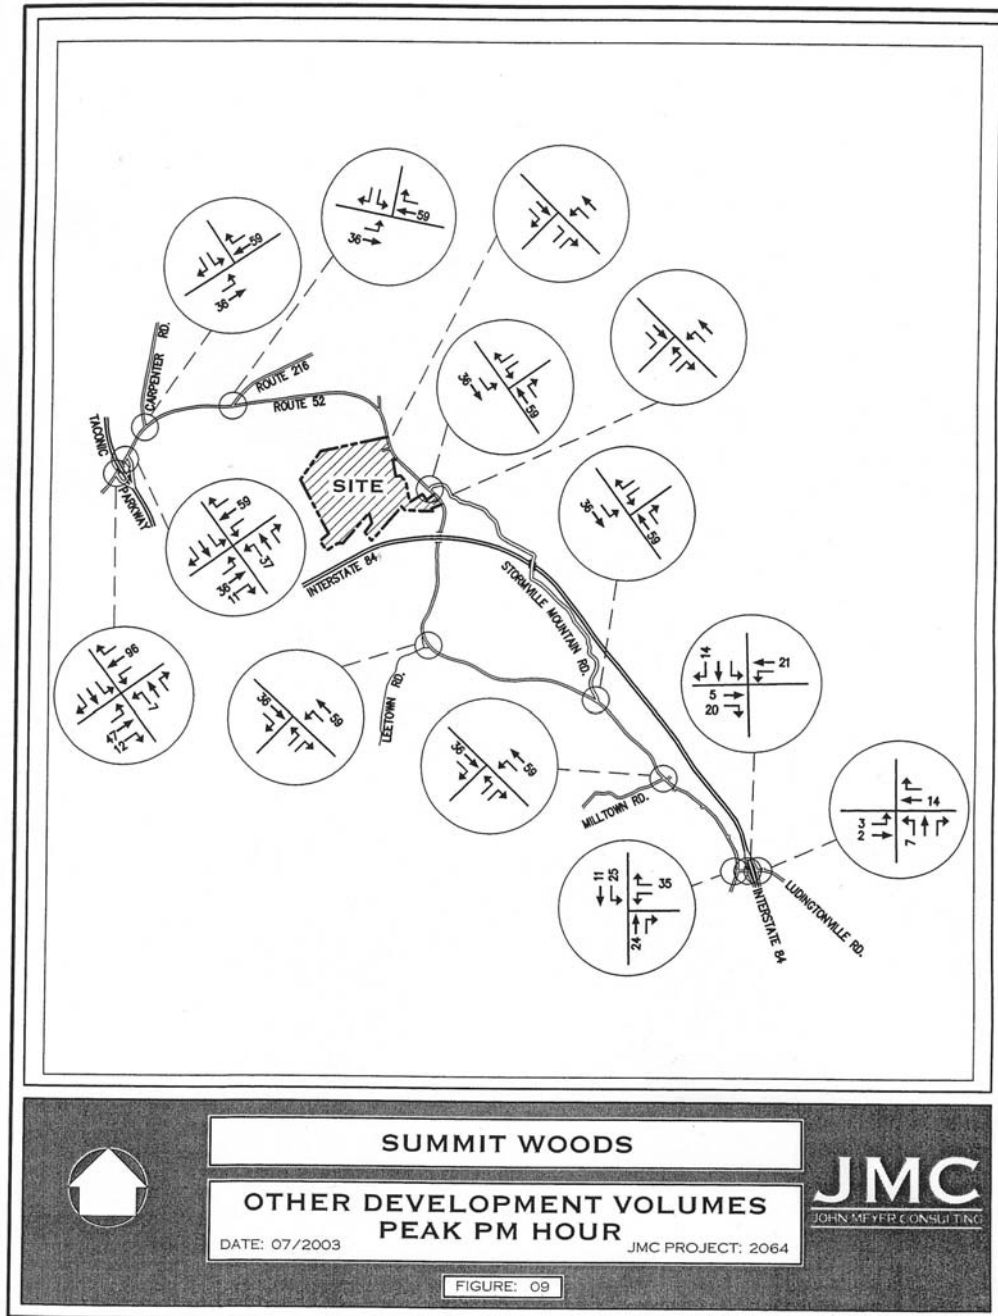 59
36
59
36
36
59
CARPENTER RD.
ROUTE 216
ROUTE 52
TACONIC
PARKWAY
SITE
36
59
59
37
36
11
INTERSTATE 84
STORMVILLE MOUNTAIN RD.
96
7
47
12
LEETOWN RD.
36
59
36
59
14
21
5
20
MILLTOWN RD.
14
3
2
7
11
25
35
24
INTERSTATE 84
LUDINGTONVILLE RD.
SUMMIT WOODS
OTHER DEVELOPMENT VOLUMES
PEAK PM HOUR
DATE: 07/2003
JMC PROJECT: 2064
FIGURE: 09
JMC
JOHN MEYER CONSULTING